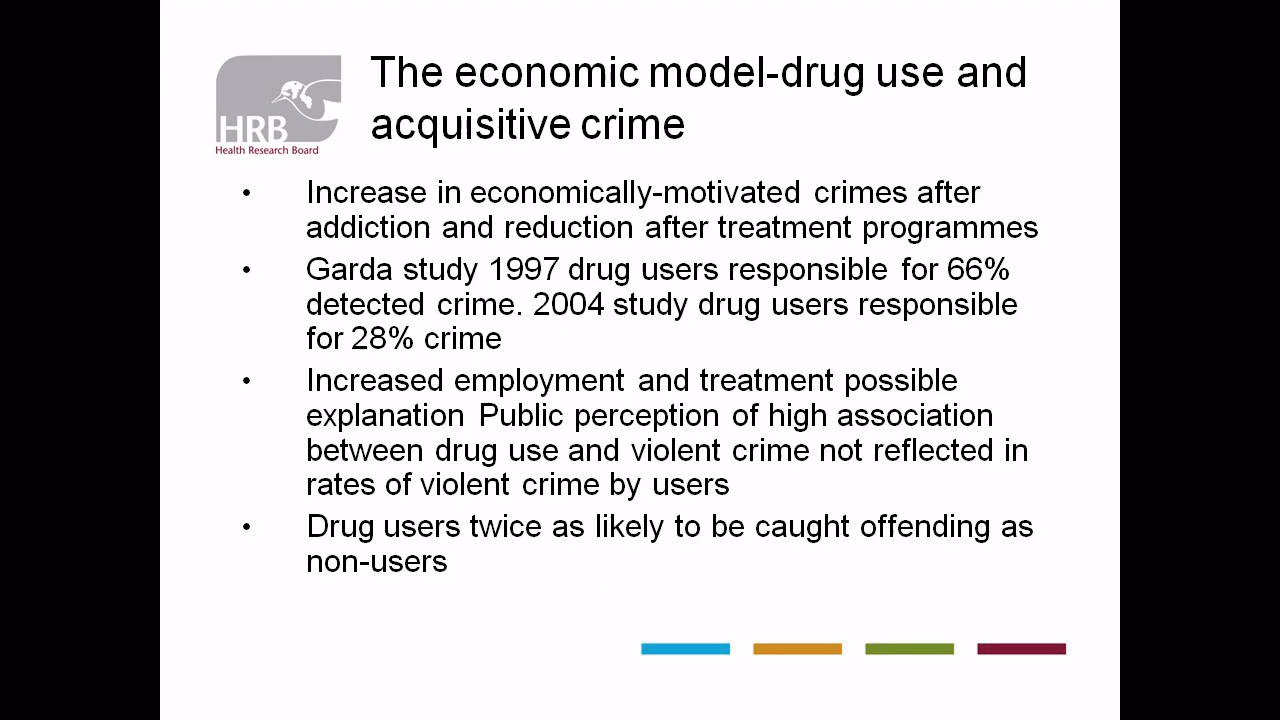 HRB
Health Research Board
The economic model-drug use and
acquisitive crime
• Increase in economically-motivated crimes after
addiction and reduction after treatment programmes
• Garda study 1997 drug users responsible for 66%
detected crime. 2004 study drug users responsible
for 28% crime
• Increased employment and treatment possible
explanation Public perception of high association
between drug use and violent crime not reflected in
rates of violent crime by users
• Drug users twice as likely to be caught offending as
non-users